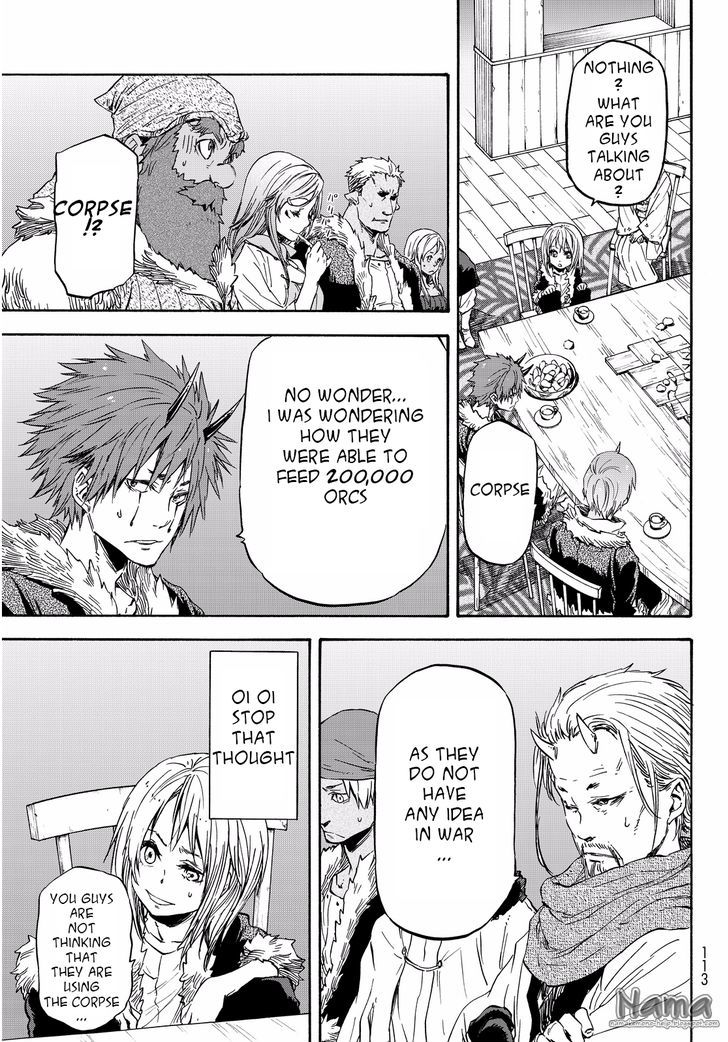 NOTHING
?
WHAT
ARE YOU
GUYS
TALKING
ABOUT
?
CORPSE
CORPSE
!?
NO WONDER...
I WAS WONDERING
HOW THEY
WERE ABLE TO
FEED 200,000
ORCS
AS THEY
DO NOT
HAVE
ANY IDEA
IN WAR
...
OI OI
STOP
THAT
THOUGHT
YOU GUYS
ARE
NOT
THINKING
THAT
THEY ARE
USING
THE CORPSE
...
113
Nama